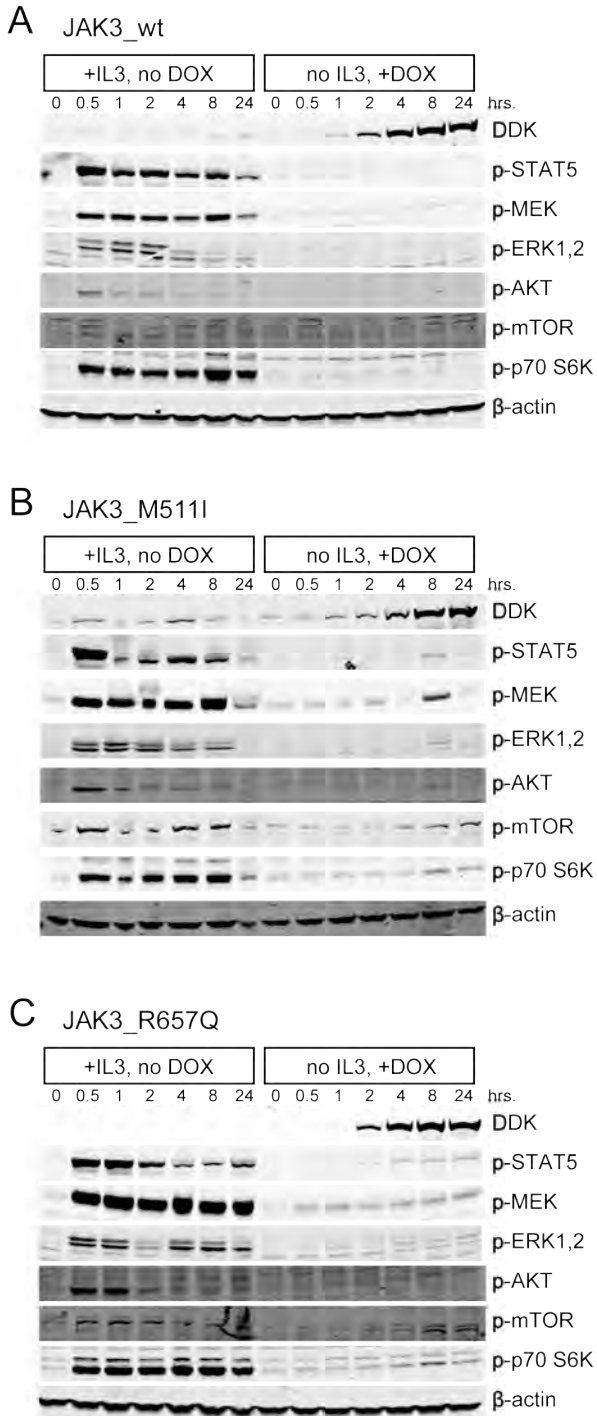 A JAK3_wt
+IL3, no DOX no IL3, +DOX
0 0.5 1 2 4 8 24 0 0.5 1 2 4 8 24 hrs.
DDK
p-STAT5
p-MEK
p-ERK1,2
p-AKT
p-mTOR
p-p70 S6K
β-actin
B JAK3_M511I
+IL3, no DOX no IL3, +DOX
0 0.5 1 2 4 8 24 0 0.5 1 2 4 8 24 hrs.
DDK
p-STAT5
p-MEK
p-ERK1,2
p-AKT
p-mTOR
p-p70 S6K
β-actin
C JAK3_R657Q
+IL3, no DOX no IL3, +DOX
0 0.5 1 2 4 8 24 0 0.5 1 2 4 8 24 hrs.
DDK
p-STAT5
p-MEK
p-ERK1,2
p-AKT
p-mTOR
p-p70 S6K
β-actin